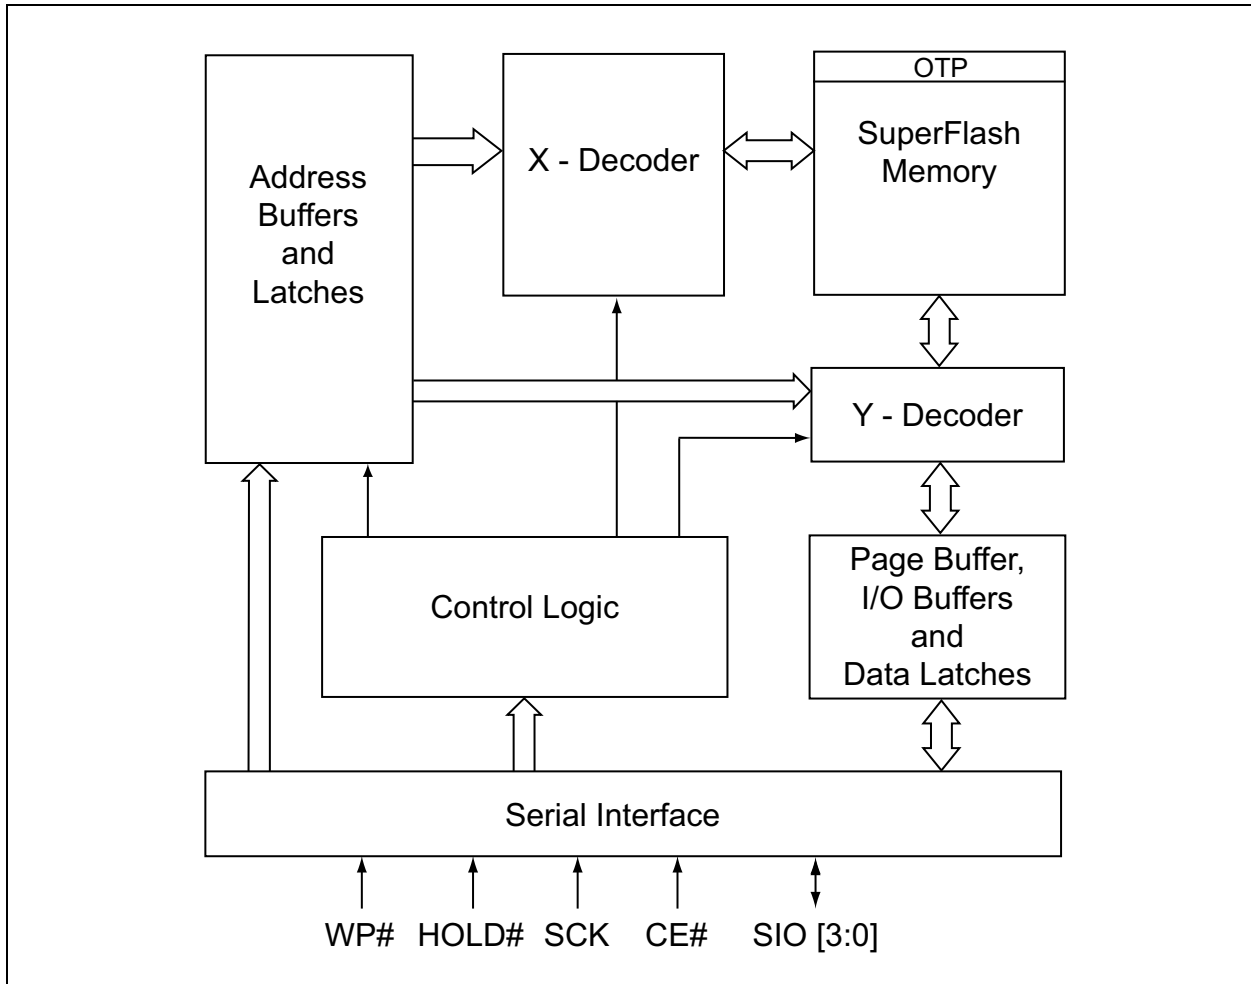 OTP
SuperFlash
Memory
X - Decoder
Address
Buffers
and
Latches
Y - Decoder
Control Logic
Page Buffer,
I/O Buffers
and
Data Latches
Serial Interface
WP# HOLD# SCK CE# SIO [3:0]